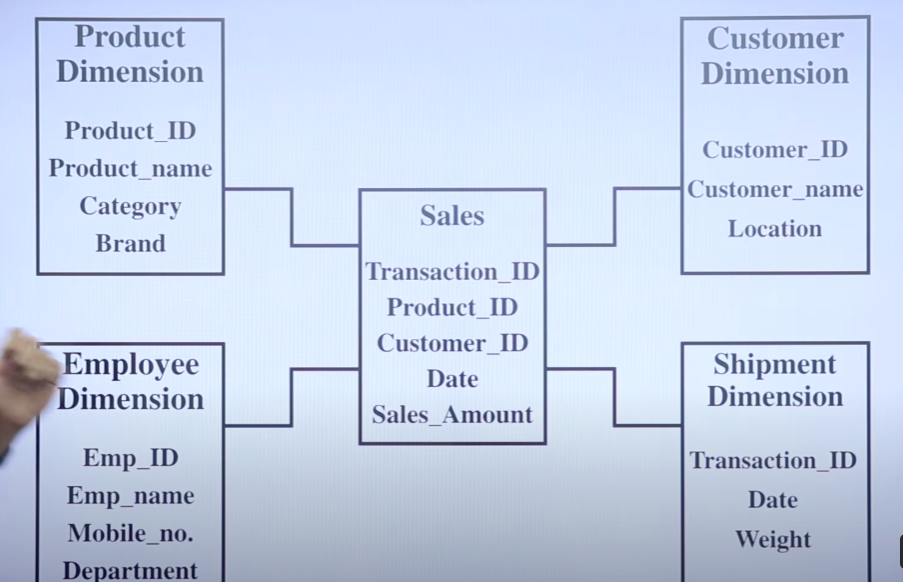 Product
Dimension
Product_ID
Product_name
Category
Brand
Customer
Dimension
Customer_ID
Customer_name
Location
Sales
Transaction_ID
Product_ID
Customer_ID
Date
Sales_Amount
Employee
Dimension
Emp_ID
Emp_name
Mobile_no.
Department
Shipment
Dimension
Transaction_ID
Date
Weight